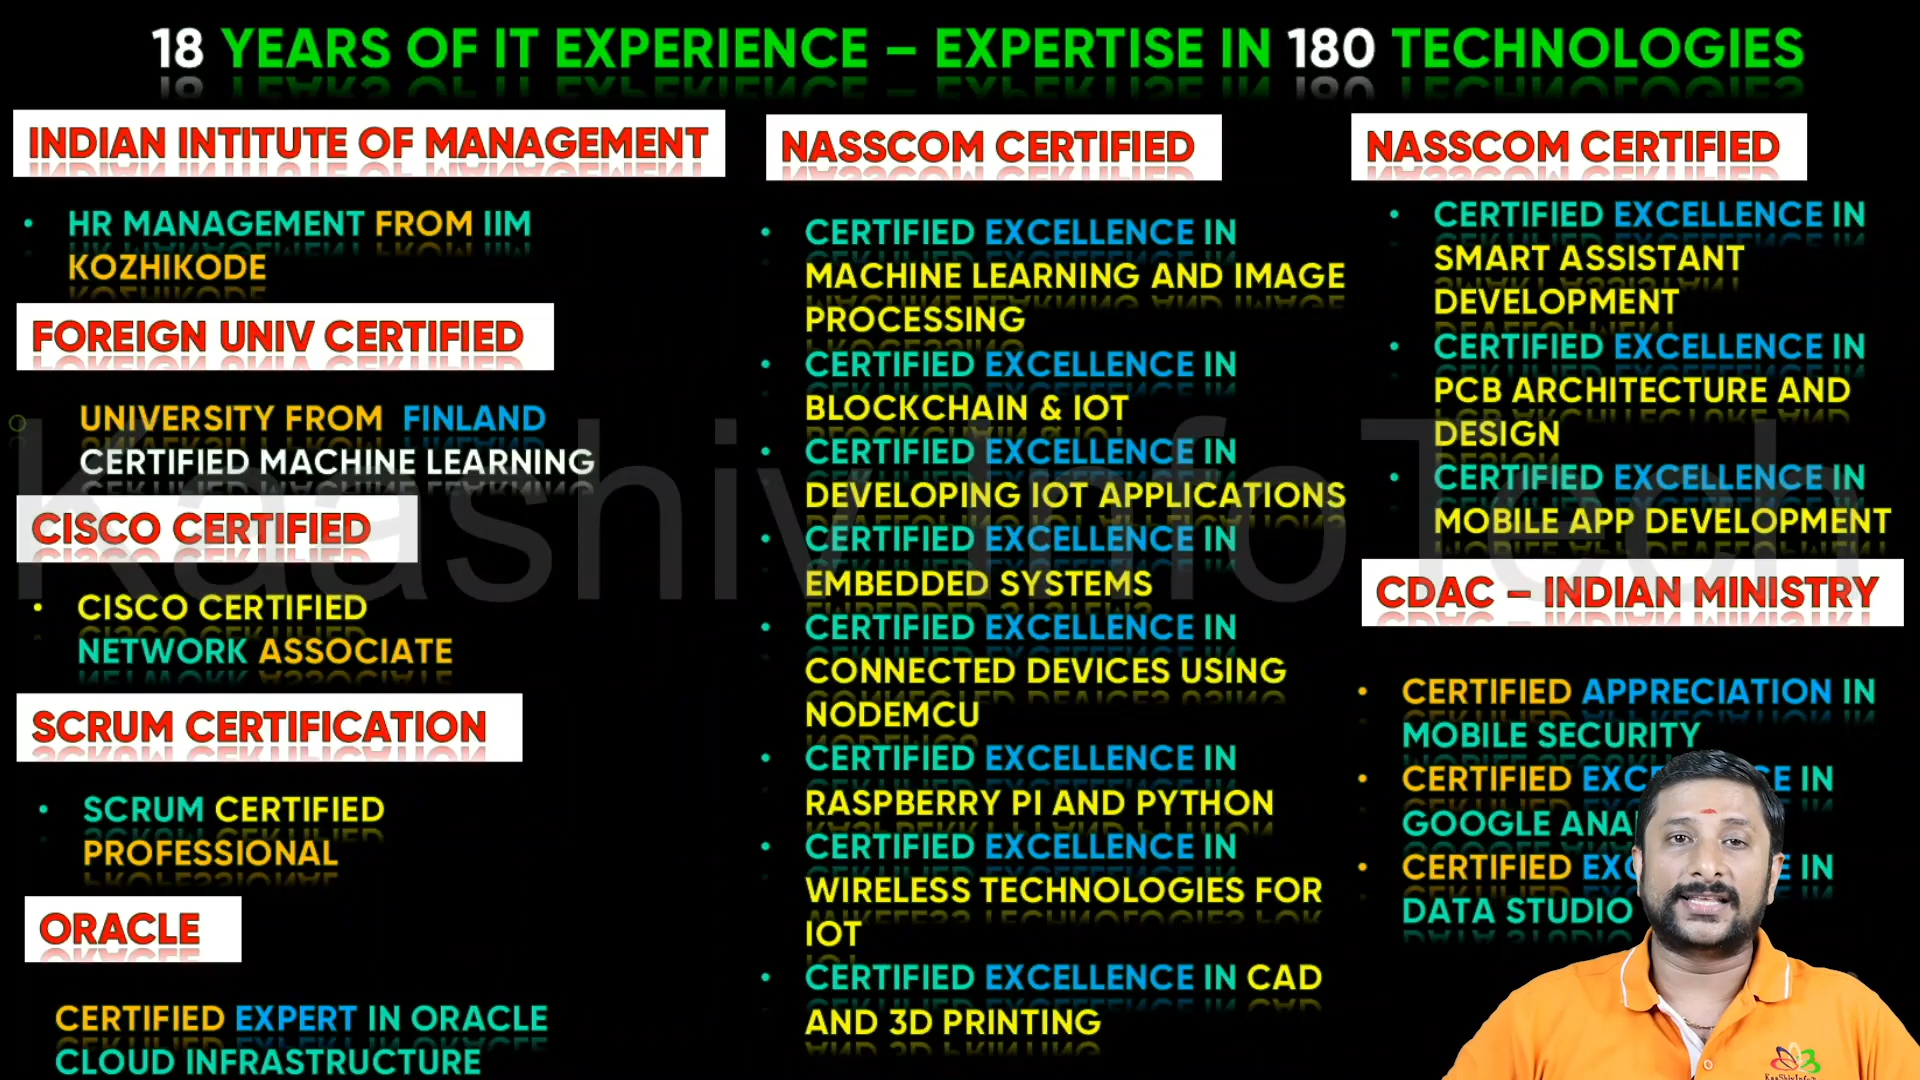 18 YEARS OF IT EXPERIENCE – EXPERTISE IN 180 TECHNOLOGIES
INDIAN INTITUTE OF MANAGEMENT
• HR MANAGEMENT FROM IIM
KOZHIKODE
FOREIGN UNIV CERTIFIED
UNIVERSITY FROM FINLAND
CERTIFIED MACHINE LEARNING
CISCO CERTIFIED
• CISCO CERTIFIED
NETWORK ASSOCIATE
SCRUM CERTIFICATION
• SCRUM CERTIFIED
PROFESSIONAL
ORACLE
CERTIFIED EXPERT IN ORACLE
CLOUD INFRASTRUCTURE
NASSCOM CERTIFIED
• CERTIFIED EXCELLENCE IN
MACHINE LEARNING AND IMAGE
PROCESSING
• CERTIFIED EXCELLENCE IN
BLOCKCHAIN & IOT
• CERTIFIED EXCELLENCE IN
DEVELOPING IOT APPLICATIONS
• CERTIFIED EXCELLENCE IN
EMBEDDED SYSTEMS
• CERTIFIED EXCELLENCE IN
CONNECTED DEVICES USING
NODEMCU
• CERTIFIED EXCELLENCE IN
RASPBERRY PI AND PYTHON
• CERTIFIED EXCELLENCE IN
WIRELESS TECHNOLOGIES FOR
IOT
• CERTIFIED EXCELLENCE IN CAD
AND 3D PRINTING
NASSCOM CERTIFIED
• CERTIFIED EXCELLENCE IN
SMART ASSISTANT
DEVELOPMENT
• CERTIFIED EXCELLENCE IN
PCB ARCHITECTURE AND
DESIGN
• CERTIFIED EXCELLENCE IN
MOBILE APP DEVELOPMENT
CDAC – INDIAN MINISTRY
• CERTIFIED APPRECIATION IN
MOBILE SECURITY
• CERTIFIED IN
GOOGLE
• CERTIFIED IN
DATA STUDIO
Kaashiv InfoTech